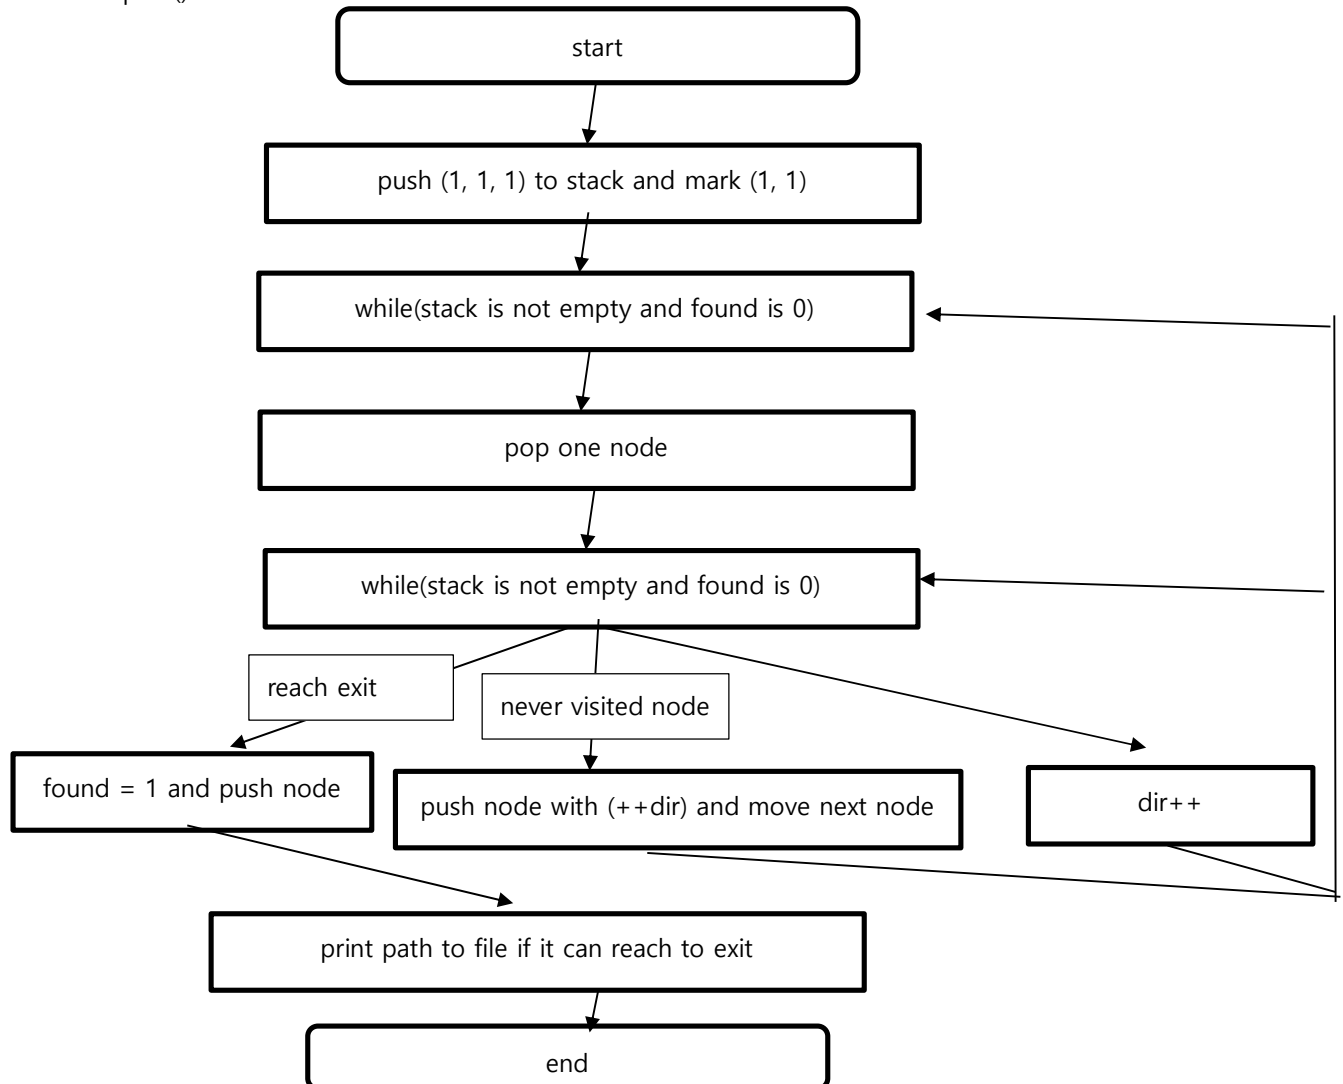 start
push (1, 1, 1) to stack and mark (1, 1)
while(stack is not empty and found is 0)
pop one node
while(stack is not empty and found is 0)
reach exit
never visited node
found = 1 and push node
push node with (++dir) and move next node
dir++
print path to file if it can reach to exit
end